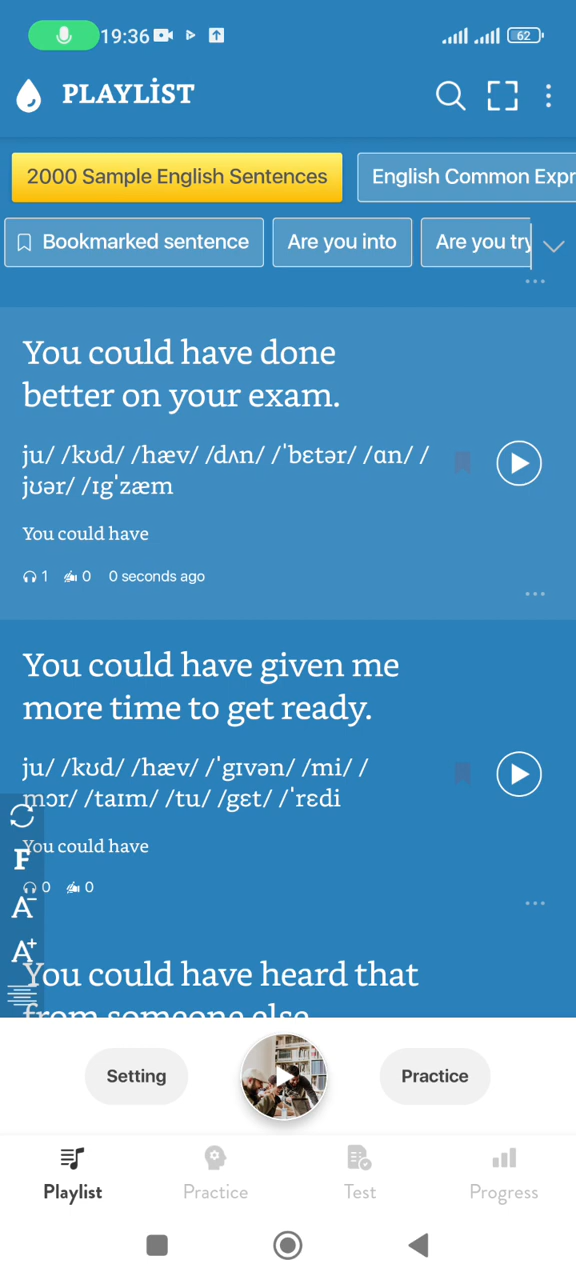 19:36
62
PLAYLİST
2000 Sample English Sentences
English Common Expr
Bookmarked sentence
Are you into
Are you try
You could have done
better on your exam.
ju/ /kʊd/ /hæv/ /dʌn/ /ˈbɛtər/ /ɑn/ /
jʊər/ /ɪgˈzæm
You could have
1 0 0 seconds ago
You could have given me
more time to get ready.
ju/ /kʊd/ /hæv/ /ˈgɪvən/ /mi/ /
mɔr/ /taɪm/ /tu/ /gɛt/ /ˈrɛdi
You could have
F
0 0
A-
A+
You could have heard that
from someone else
Setting
Practice
Playlist
Practice
Test
Progress